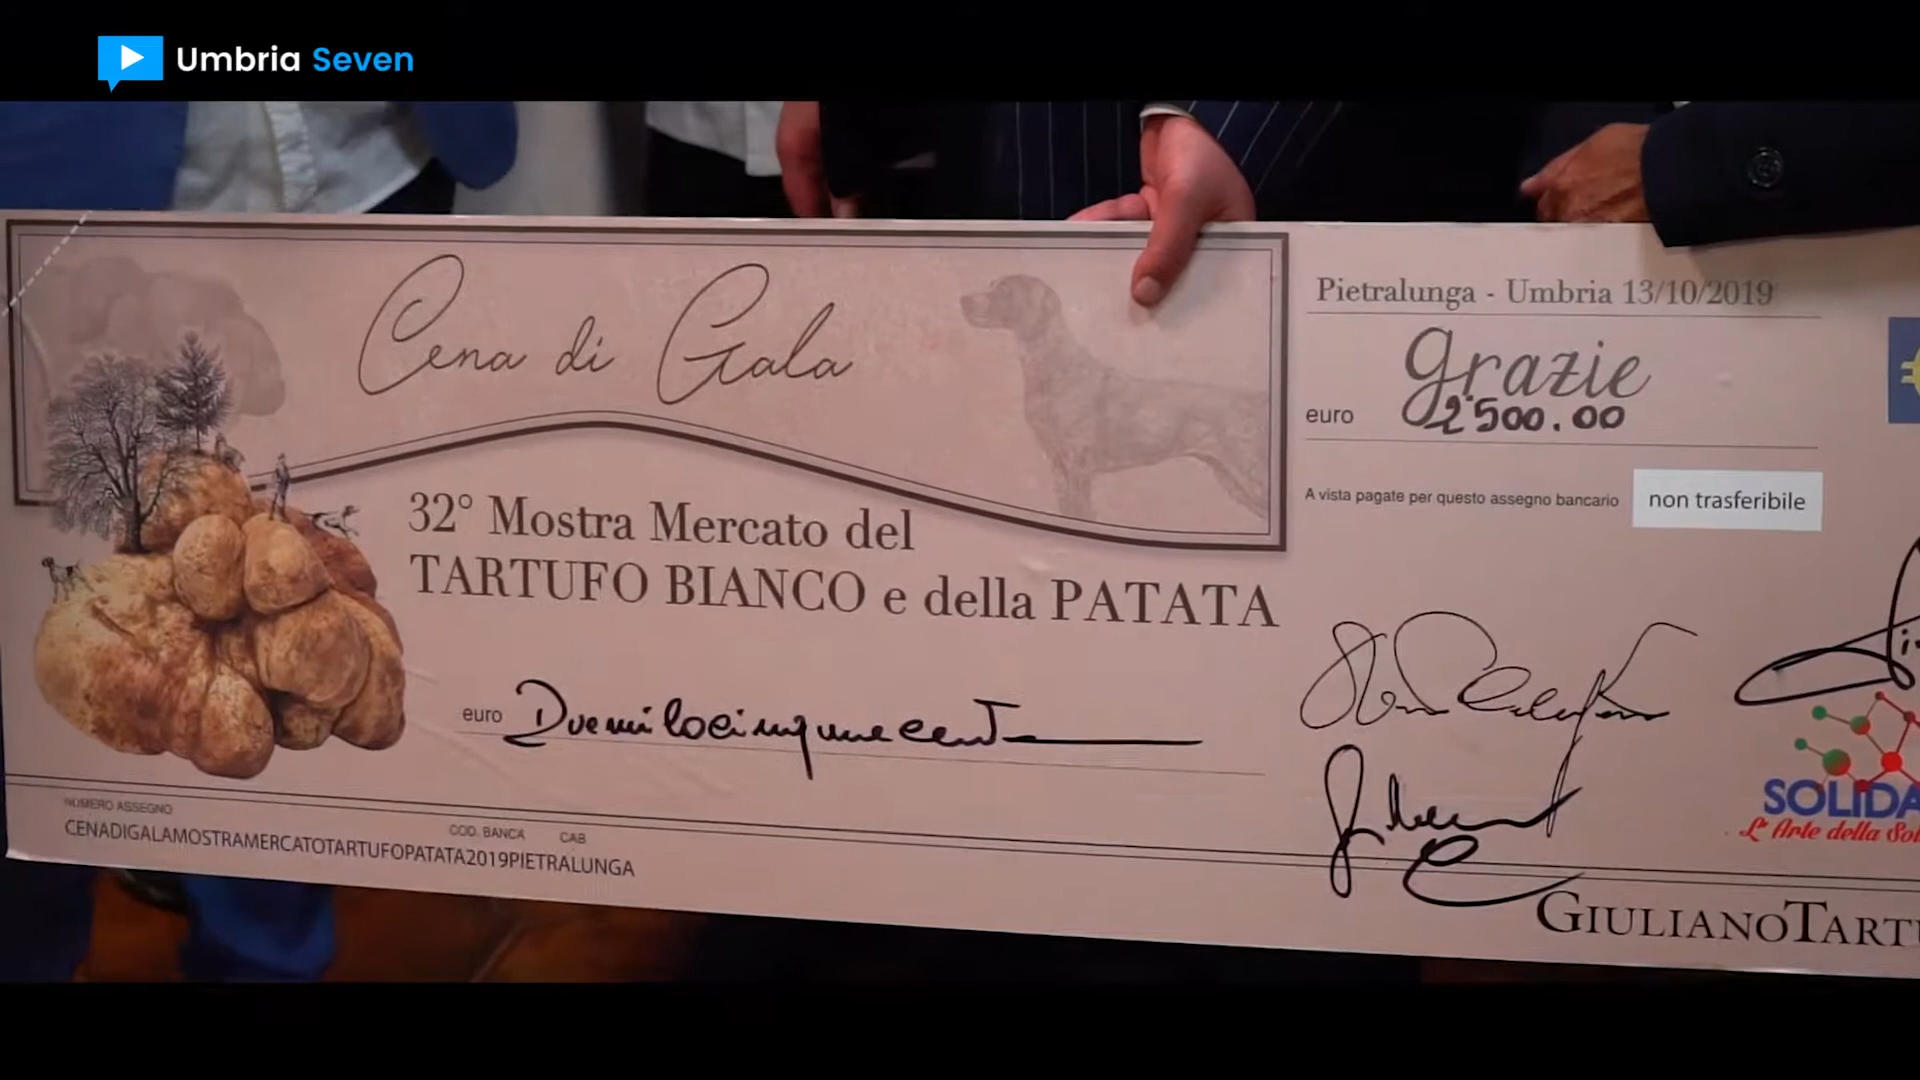 Umbria Seven
Cena di Gala
32° Mostra Mercato del
TARTUFO BIANCO e della PATATA
euro Duemilacinquecento
NUMERO ASSEGNO COD. BANCA CAB
CENADIGALAMOSTRAMERCATOTARTUFOPATATA2019PIETRALUNGA
Pietralunga - Umbria 13/10/2019
grazie
euro 2500.00
A vista pagate per questo assegno bancario non trasferibile
SOLIDA
L'Arte della Sol
GIULIANOTARTU